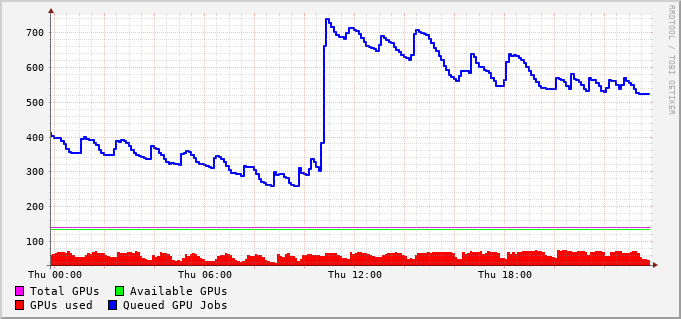 700
600
500
400
300
200
100
Thu 00:00 Thu 06:00 Thu 12:00 Thu 18:00
Total GPUs Available GPUs
GPUs used Queued GPU Jobs
RRDTOOL / TOBI OETIKER